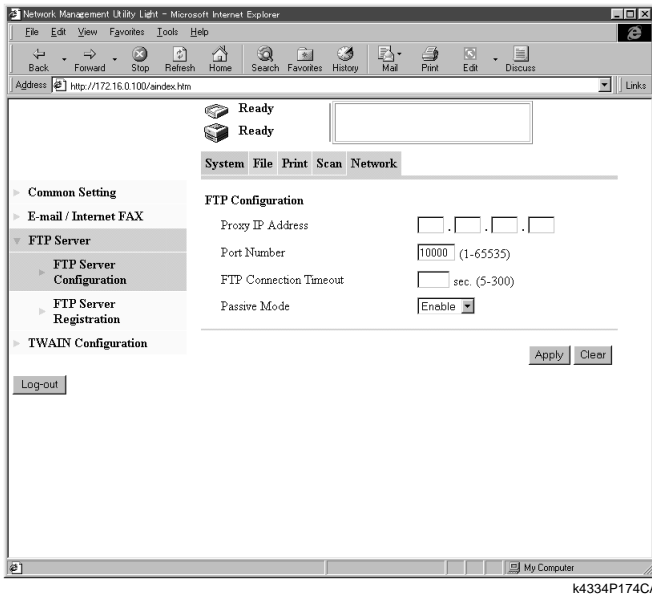 Network Management Utility Light - Microsoft Internet Explorer
File Edit View Favorites Tools Help
Back Forward Stop Refresh Home Search Favorites History Mail Print Edit Discuss
Address http://172.16.0.100/aindex.htm Links
Ready
Ready
System File Print Scan Network
Common Setting
E-mail / Internet FAX
FTP Server
FTP Server
Configuration
FTP Server
Registration
TWAIN Configuration
Log-out
FTP Configuration
Proxy IP Address . . .
Port Number 10000 (1-65535)
FTP Connection Timeout sec. (5-300)
Passive Mode Enable
Apply Clear
My Computer
k4334P174CA